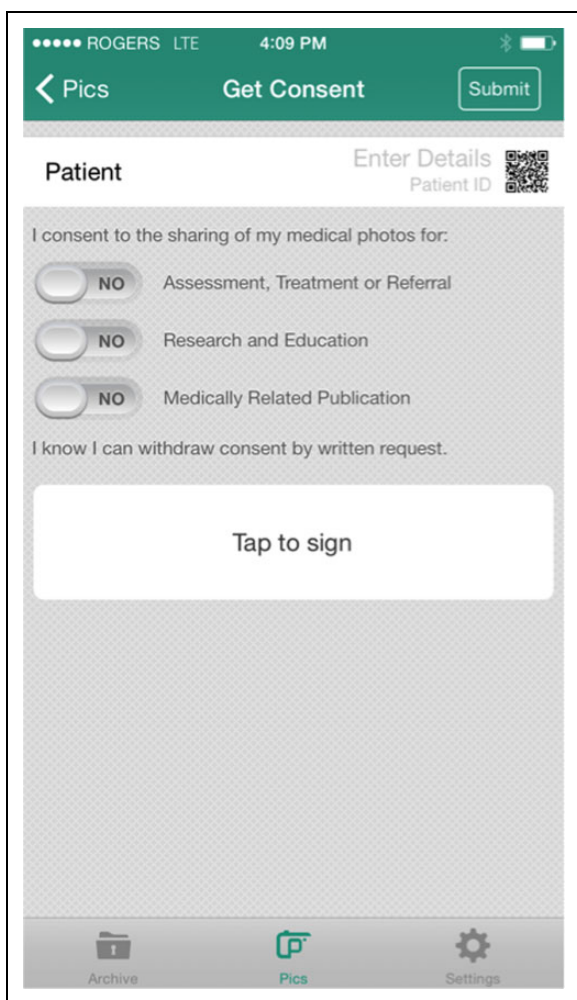 ROGERS LTE 4:09 PM
Pics Get Consent Submit
Patient Enter Details
Patient ID
I consent to the sharing of my medical photos for:
NO Assessment, Treatment or Referral
NO Research and Education
NO Medically Related Publication
I know I can withdraw consent by written request.
Tap to sign
Archive Pics Settings